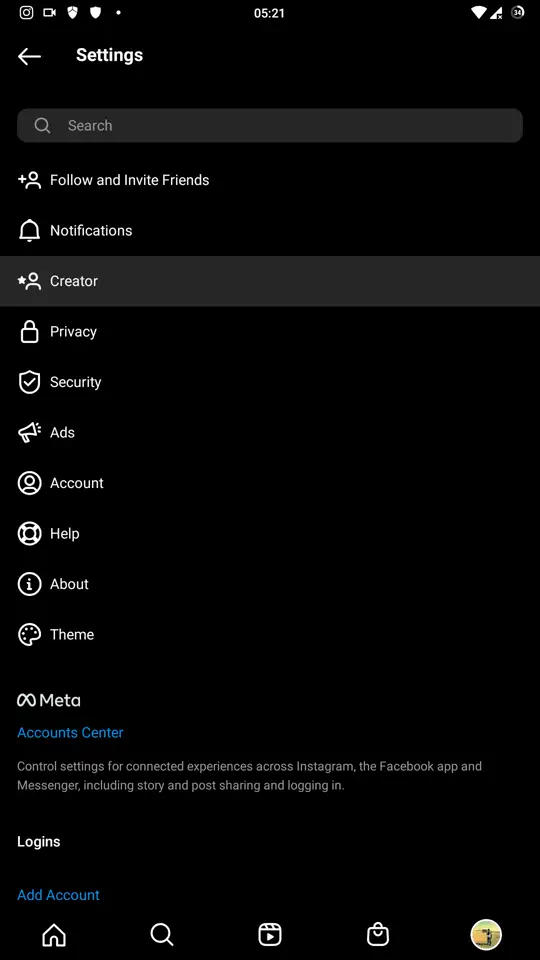 05:21
34
Settings
Search
Follow and Invite Friends
Notifications
Creator
Privacy
Security
Ads
Account
Help
About
Theme
Meta
Accounts Center
Control settings for connected experiences across Instagram, the Facebook app and
Messenger, including story and post sharing and logging in.
Logins
Add Account